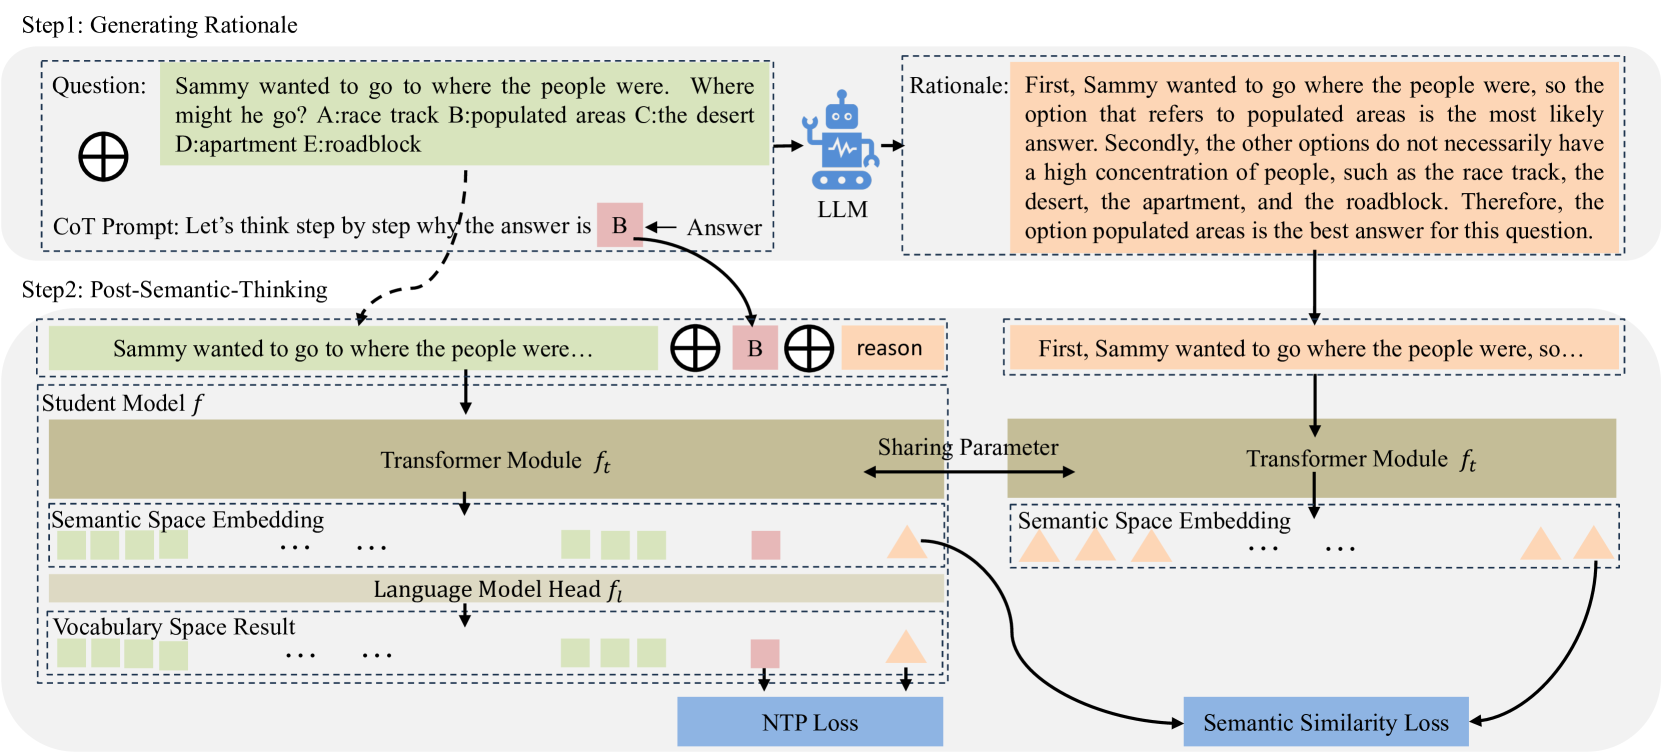 Step1: Generating Rationale
Question:
Sammy wanted to go to where the people were. Where
might he go? A:race track B:populated areas C:the desert
D:apartment E:roadblock
CoT Prompt: Let's think step by step why the answer is B Answer
LLM
Rationale:
First, Sammy wanted to go where the people were, so the
option that refers to populated areas is the most likely
answer. Secondly, the other options do not necessarily have
a high concentration of people, such as the race track, the
desert, the apartment, and the roadblock. Therefore, the
option populated areas is the best answer for this question.
Step2: Post-Semantic-Thinking
Sammy wanted to go to where the people were… B reason
First, Sammy wanted to go where the people were, so…
Student Model f
Transformer Module f_t
Sharing Parameter
Transformer Module f_t
Semantic Space Embedding
... ...
Semantic Space Embedding
... ...
Language Model Head f_l
Vocabulary Space Result
... ...
NTP Loss
Semantic Similarity Loss